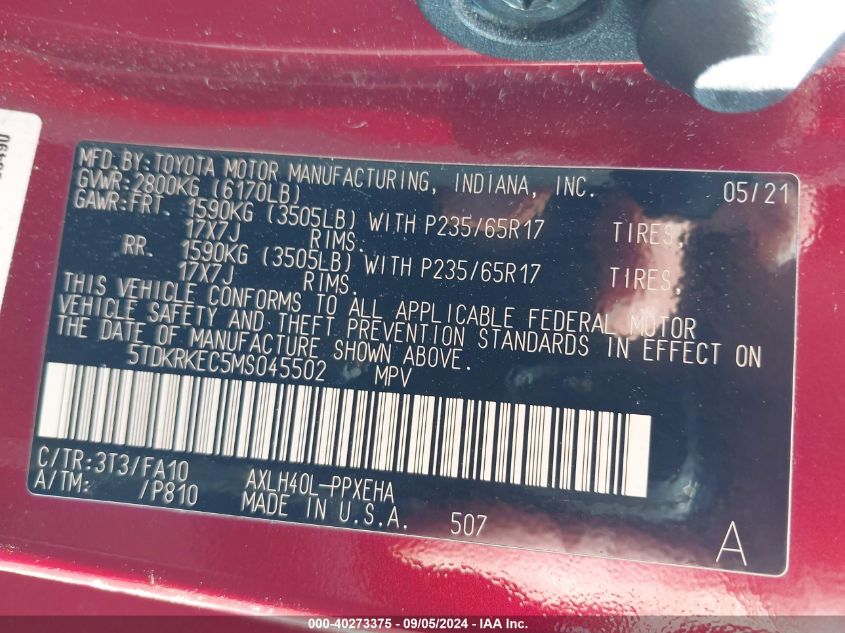 MFD.BY:TOYOTA MOTOR MANUFACTURING, INDIANA, INC. 05/21
GVWR:2800KG (6170LB)
GAWR:FRT. 1590KG (3505LB) WITH P235/65R17 TIRES,
17X7J RIMS.
RR. 1590KG (3505LB) WITH P235/65R17 TIRES,
17X7J RIMS.
THIS VEHICLE CONFORMS TO ALL APPLICABLE FEDERAL MOTOR
VEHICLE SAFETY AND THEFT PREVENTION STANDARDS IN EFFECT ON
THE DATE OF MANUFACTURE SHOWN ABOVE.
5TDKRKEC5MS045502 MPV
C/TR:3T3/FA10 AXLH40L-PPXEHA
A/TM: /P810 MADE IN U.S.A. 507
A
000-40273375 - 09/05/2024 - IAA Inc.